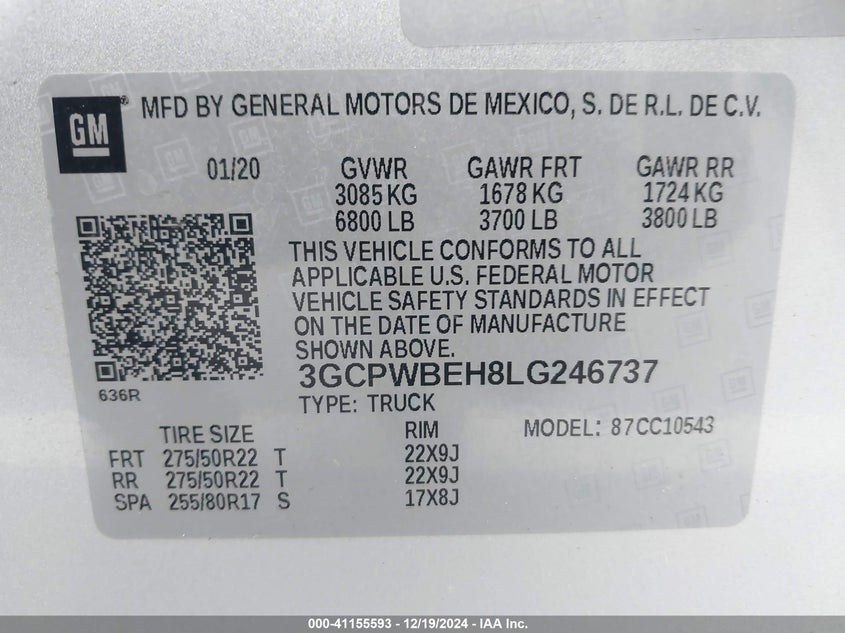 GM® MFD BY GENERAL MOTORS DE MEXICO, S. DE R.L. DE C.V.
01/20 GVWR GAWR FRT GAWR RR
3085 KG 1678 KG 1724 KG
6800 LB 3700 LB 3800 LB
THIS VEHICLE CONFORMS TO ALL
APPLICABLE U.S. FEDERAL MOTOR
VEHICLE SAFETY STANDARDS IN EFFECT
ON THE DATE OF MANUFACTURE
SHOWN ABOVE.
3GCPWBEH8LG246737
636R
TYPE: TRUCK
TIRE SIZE RIM MODEL: 87CC10543
FRT 275/50R22 T 22X9J
RR 275/50R22 T 22X9J
SPA 255/80R17 S 17X8J
000-41155593 - 12/19/2024 - IAA Inc.